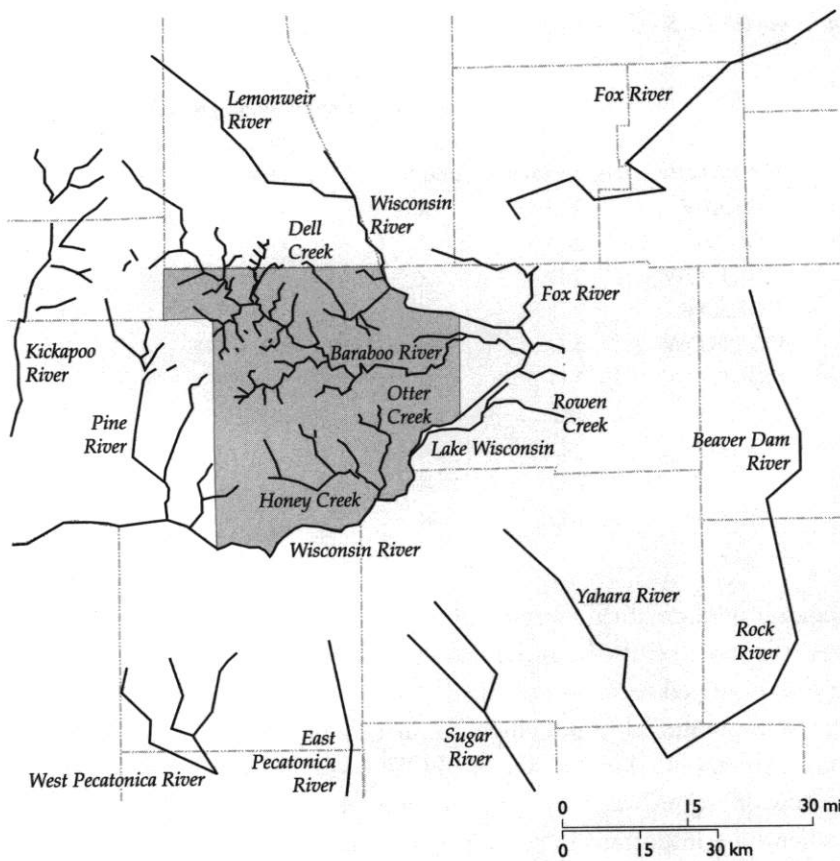 Lemonweir
River
Fox River
Wisconsin
River
Dell
Creek
Fox River
Kickapoo
River
Baraboo River
Pine
River
Otter
Creek
Rowen
Creek
Lake Wisconsin
Beaver Dam
River
Honey Creek
Wisconsin River
Yahara River
Rock
River
East
Pecatonica
River
Sugar
River
West Pecatonica River
0 15 30 mi
0 15 30 km